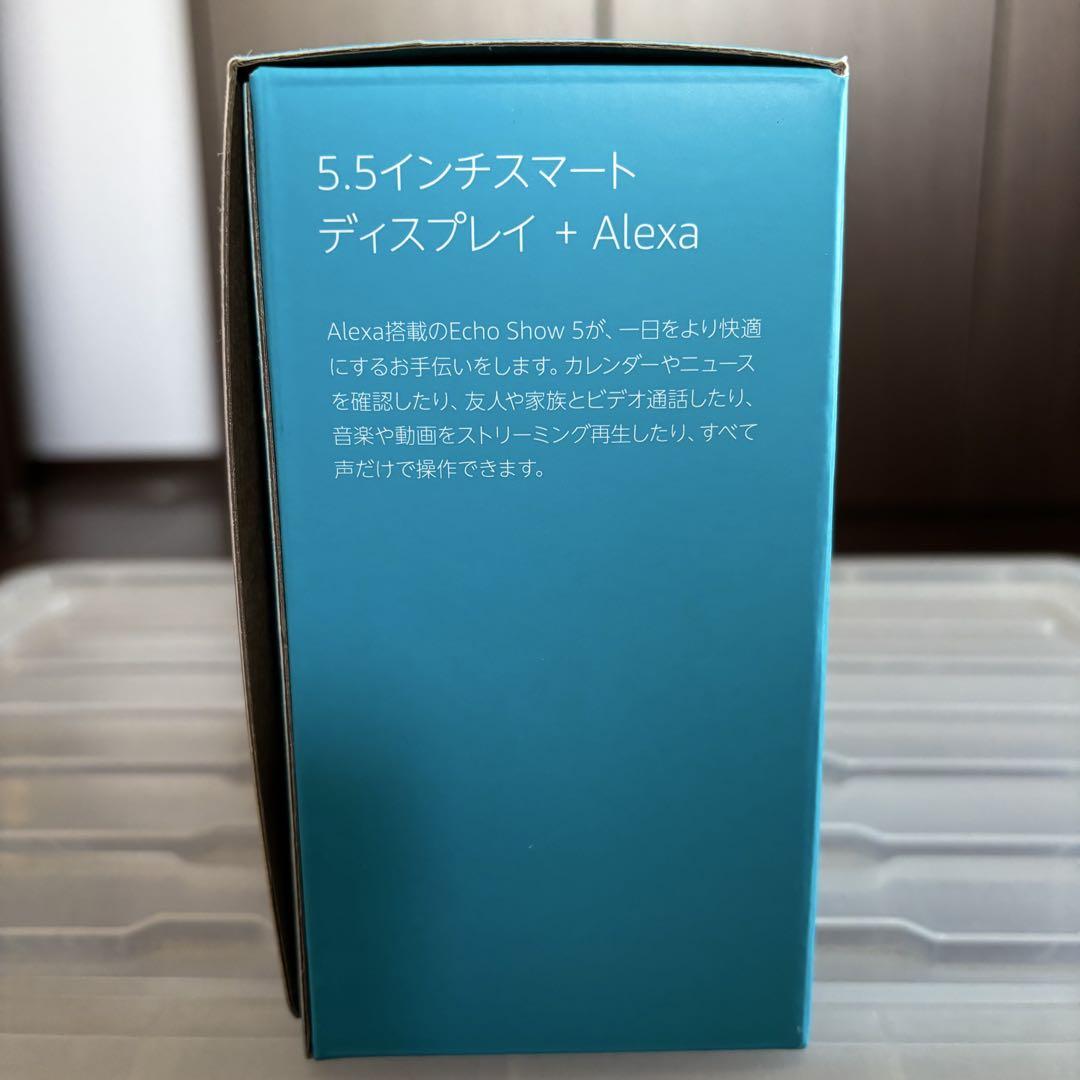 5.5インチスマート
ディスプレイ + Alexa
Alexa搭載のEcho Show 5が、一日をより快適
にするお手伝いをします。カレンダーやニュース
を確認したり、友人や家族とビデオ通話したり、
音楽や動画をストリーミング再生したり、すべて
声だけで操作できます。